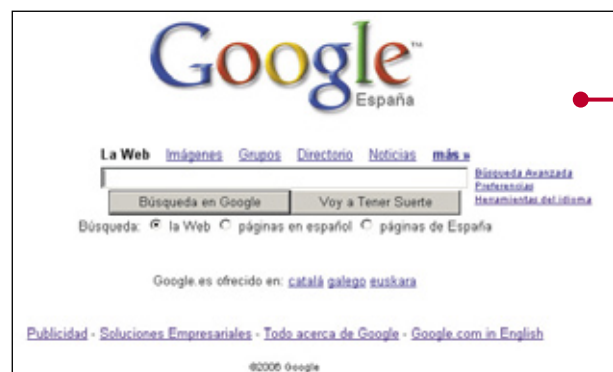 Google™
España
La Web Imágenes Grupos Directorio Noticias más »
Búsqueda Avanzada
Preferencias
Herramientas del idioma
Búsqueda en Google Voy a Tener Suerte
Búsqueda: la Web páginas en español páginas de España
Google.es ofrecido en: català galego euskara
Publicidad - Soluciones Empresariales - Todo acerca de Google - Google.com in English
©2006 Google